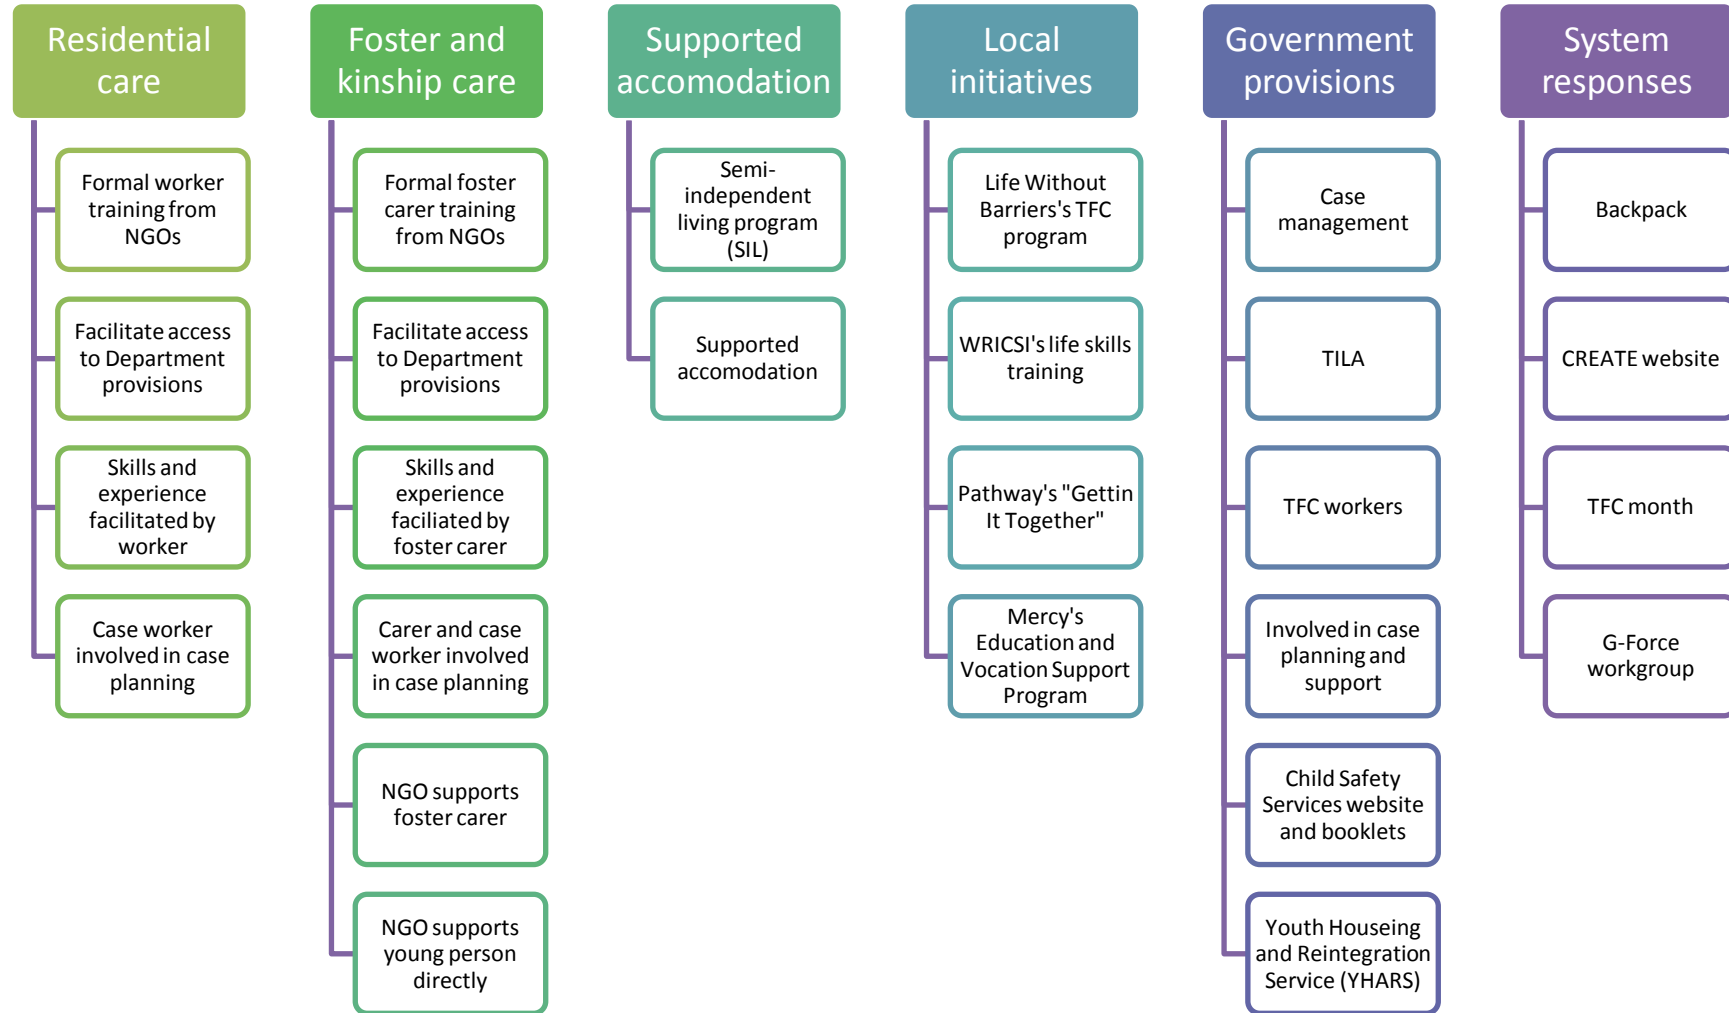 Residential
care
Formal worker
training from
NGOs
Facilitate access
to Department
provisions
Skills and
experience
facilitated by
worker
Case worker
involved in case
planning
Foster and
kinship care
Formal foster
carer training
from NGOs
Facilitate access
to Department
provisions
Skills and
experience
faciliated by
foster carer
Carer and case
worker involved
in case planning
NGO supports
foster carer
NGO supports
young person
directly
Supported
accomodation
Semi-
independent
living program
(SIL)
Supported
accomodation
Local
initiatives
Life Without
Barriers's TFC
program
WRICSI's life skills
training
Pathway's "Gettin
It Together"
Mercy's
Education and
Vocation Support
Program
Government
provisions
Case
management
TILA
TFC workers
Involved in case
planning and
support
Child Safety
Services website
and booklets
Youth Houseing
and Reintegration
Service (YHARS)
System
responses
Backpack
CREATE website
TFC month
G-Force
workgroup